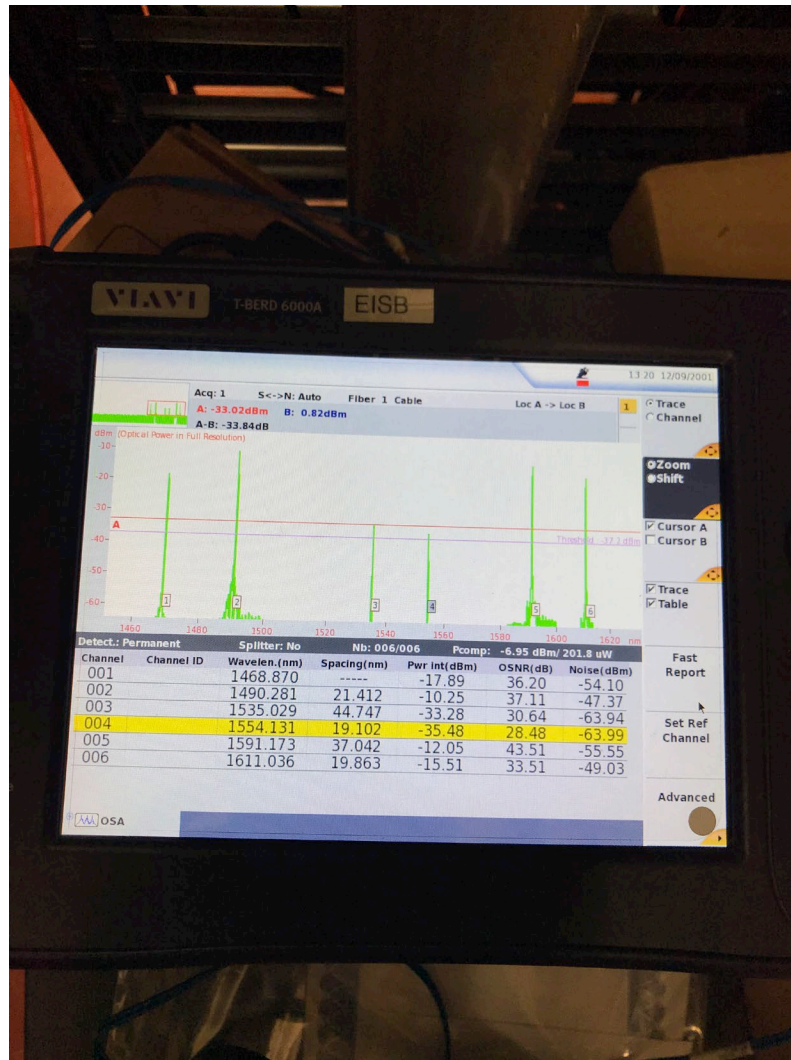 VIAVI T-BERD 6000A EISB
13:20 12/09/2001
Acq: 1 S<->N: Auto Fiber 1 Cable Loc A -> Loc B 1
A: -33.02dBm B: 0.82dBm
A-B: -33.84dB
Trace
Channel
dBm (Optical Power in Full Resolution)
-10-
-20-
-30-
-40-
-50-
-60-
A
Threshold: -37.2 dBm
1 2 3 4 5 6
1460 1480 1500 1520 1540 1560 1580 1600 1620 nm
Zoom
Shift
Cursor A
Cursor B
Trace
Table
Detect.: Permanent Splitter: No Nb: 006/006 Pcomp: -6.95 dBm/ 201.8 uW
Channel Channel ID Wavelen.(nm) Spacing(nm) Pwr int(dBm) OSNR(dB) Noise(dBm)
001 1468.870 ----- -17.89 36.20 -54.10
002 1490.281 21.412 -10.25 37.11 -47.37
003 1535.029 44.747 -33.28 30.64 -63.94
004 1554.131 19.102 -35.48 28.48 -63.99
005 1591.173 37.042 -12.05 43.51 -55.55
006 1611.036 19.863 -15.51 33.51 -49.03
Fast
Report
Set Ref
Channel
Advanced
OSA